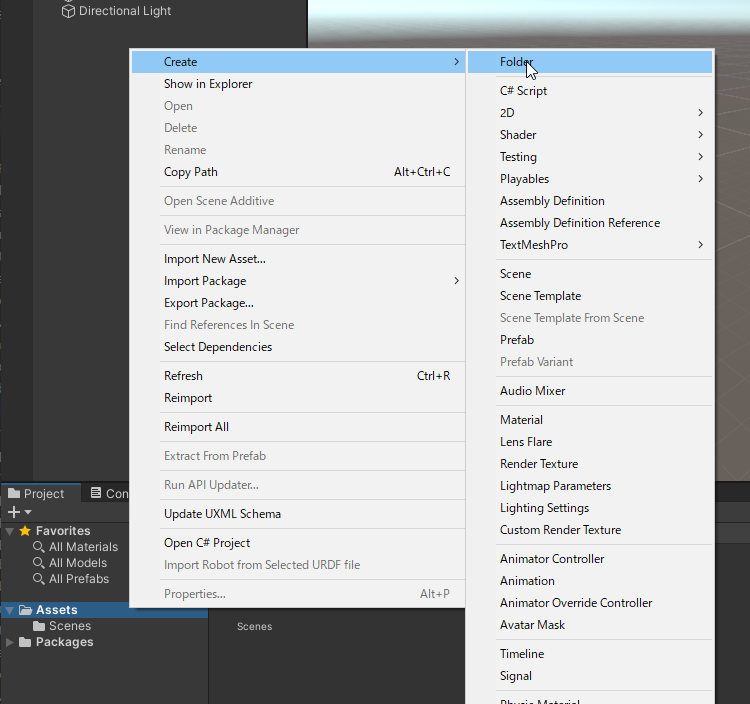 Directional Light
Create
Show in Explorer
Open
Delete
Rename
Copy Path Alt+Ctrl+C
Open Scene Additive
View in Package Manager
Import New Asset...
Import Package
Export Package...
Find References In Scene
Select Dependencies
Refresh Ctrl+R
Reimport
Reimport All
Extract From Prefab
Run API Updater...
Update UXML Schema
Open C# Project
Import Robot from Selected URDF file
Properties... Alt+P
Folder
C# Script
2D
Shader
Testing
Playables
Assembly Definition
Assembly Definition Reference
TextMeshPro
Scene
Scene Template
Scene Template From Scene
Prefab
Prefab Variant
Audio Mixer
Material
Lens Flare
Render Texture
Lightmap Parameters
Lighting Settings
Custom Render Texture
Animator Controller
Animation
Animator Override Controller
Avatar Mask
Timeline
Signal
Physic Material
Project Con
Favorites
All Materials
All Models
All Prefabs
Assets
Scenes
Packages
Scenes